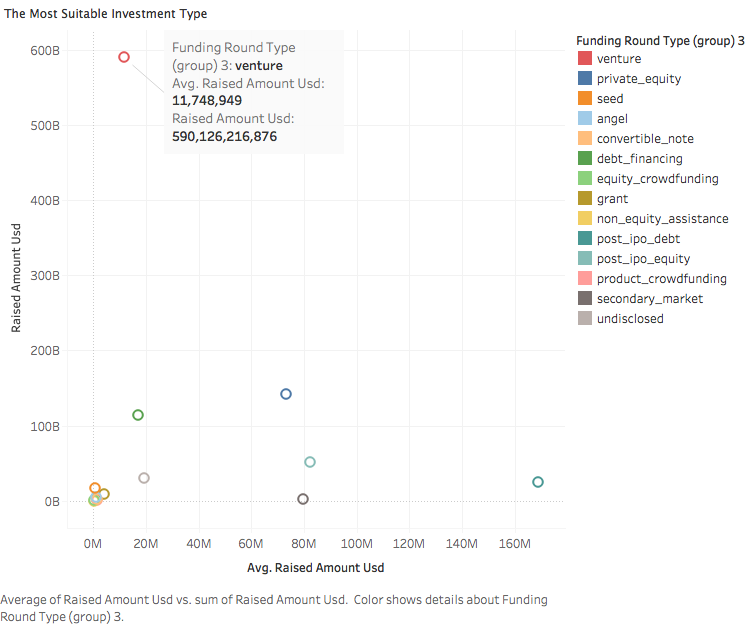 The Most Suitable Investment Type
Funding Round Type
(group) 3: venture
Avg. Raised Amount Usd:
11,748,949
Raised Amount Usd:
590,126,216,876
600B
500B
400B
300B
200B
100B
0B
Raised Amount Usd
0M 20M 40M 60M 80M 100M 120M 140M 160M
Avg. Raised Amount Usd
Funding Round Type (group) 3
venture
private_equity
seed
angel
convertible_note
debt_financing
equity_crowdfunding
grant
non_equity_assistance
post_ipo_debt
post_ipo_equity
product_crowdfunding
secondary_market
undisclosed
Average of Raised Amount Usd vs. sum of Raised Amount Usd. Color shows details about Funding
Round Type (group) 3.